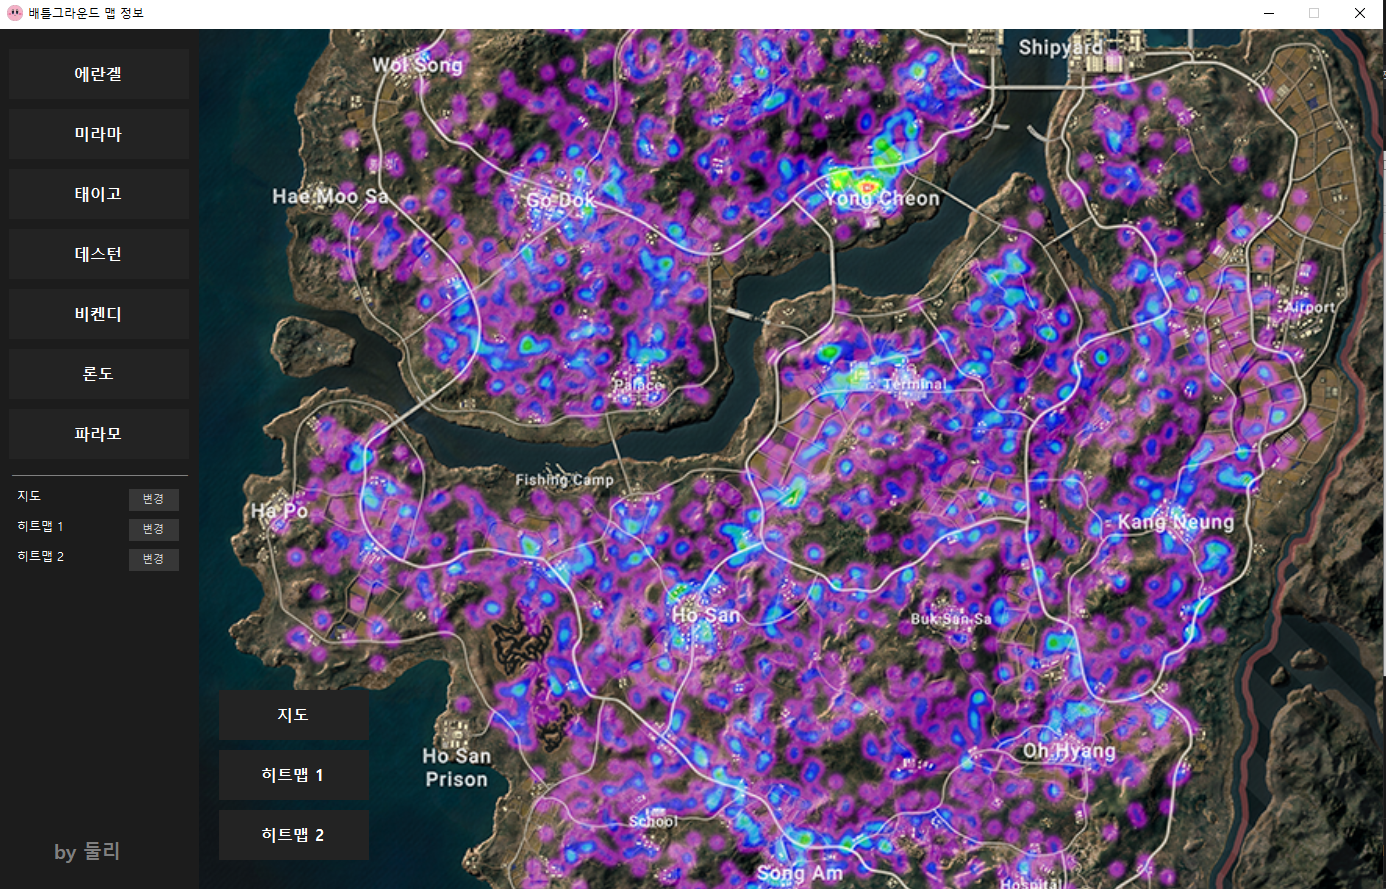 배틀그라운드 맵 정보
에란겔
미라마
태이고
데스턴
비켄디
론도
파라모
지도 변경
히트맵 1 변경
히트맵 2 변경
by 둘리
지도
히트맵 1
히트맵 2
Shipyard
Wol Song
Hae Moo Sa
Go Dok
Yong Cheon
Airport
Palace
Terminal
Fishing Camp
Ha Po
Kang Neung
Ho San
Buk San Sa
Ho San
Prison
Oh Hyang
School
Song Am
Hospital